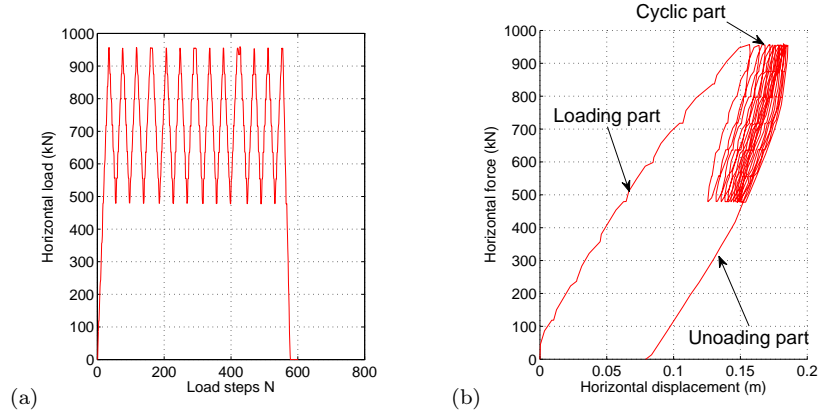 1000
900
800
700
600
500
400
300
200
100
0
0 200 400 600 800
Horizontal load (kN)
Load steps N
(a)
Cyclic part
Loading part
Unoading part
1000
900
800
700
600
500
400
300
200
100
0
0 0.05 0.1 0.15 0.2
Horizontal force (kN)
Horizontal displacement (m)
(b)